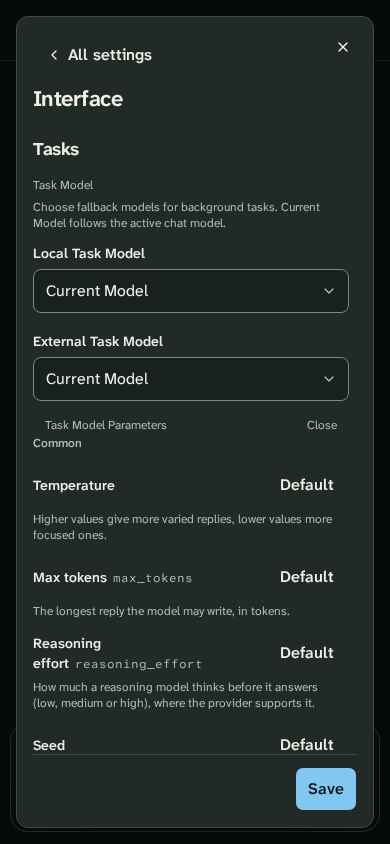 All settings
Interface
Tasks
Task Model
Choose fallback models for background tasks. Current
Model follows the active chat model.
Local Task Model
Current Model
External Task Model
Current Model
Task Model Parameters Close
Common
Temperature Default
Higher values give more varied replies, lower values more
focused ones.
Max tokens max_tokens Default
The longest reply the model may write, in tokens.
Reasoning
effort reasoning_effort Default
How much a reasoning model thinks before it answers
(low, medium or high), where the provider supports it.
Seed Default
Save